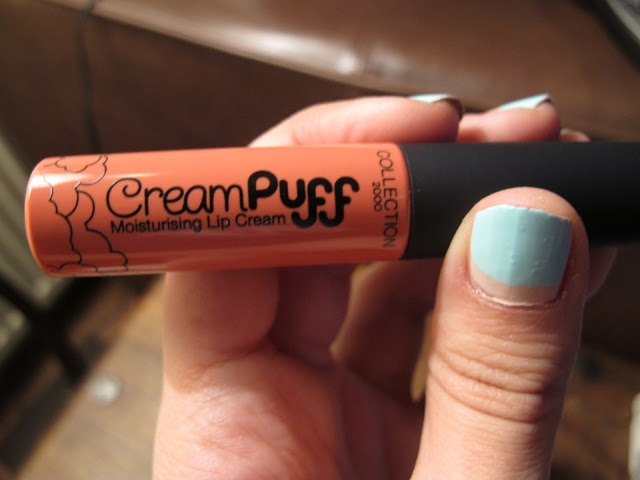 CreamPuff
Moisturising Lip Cream
COLLECTION
2000